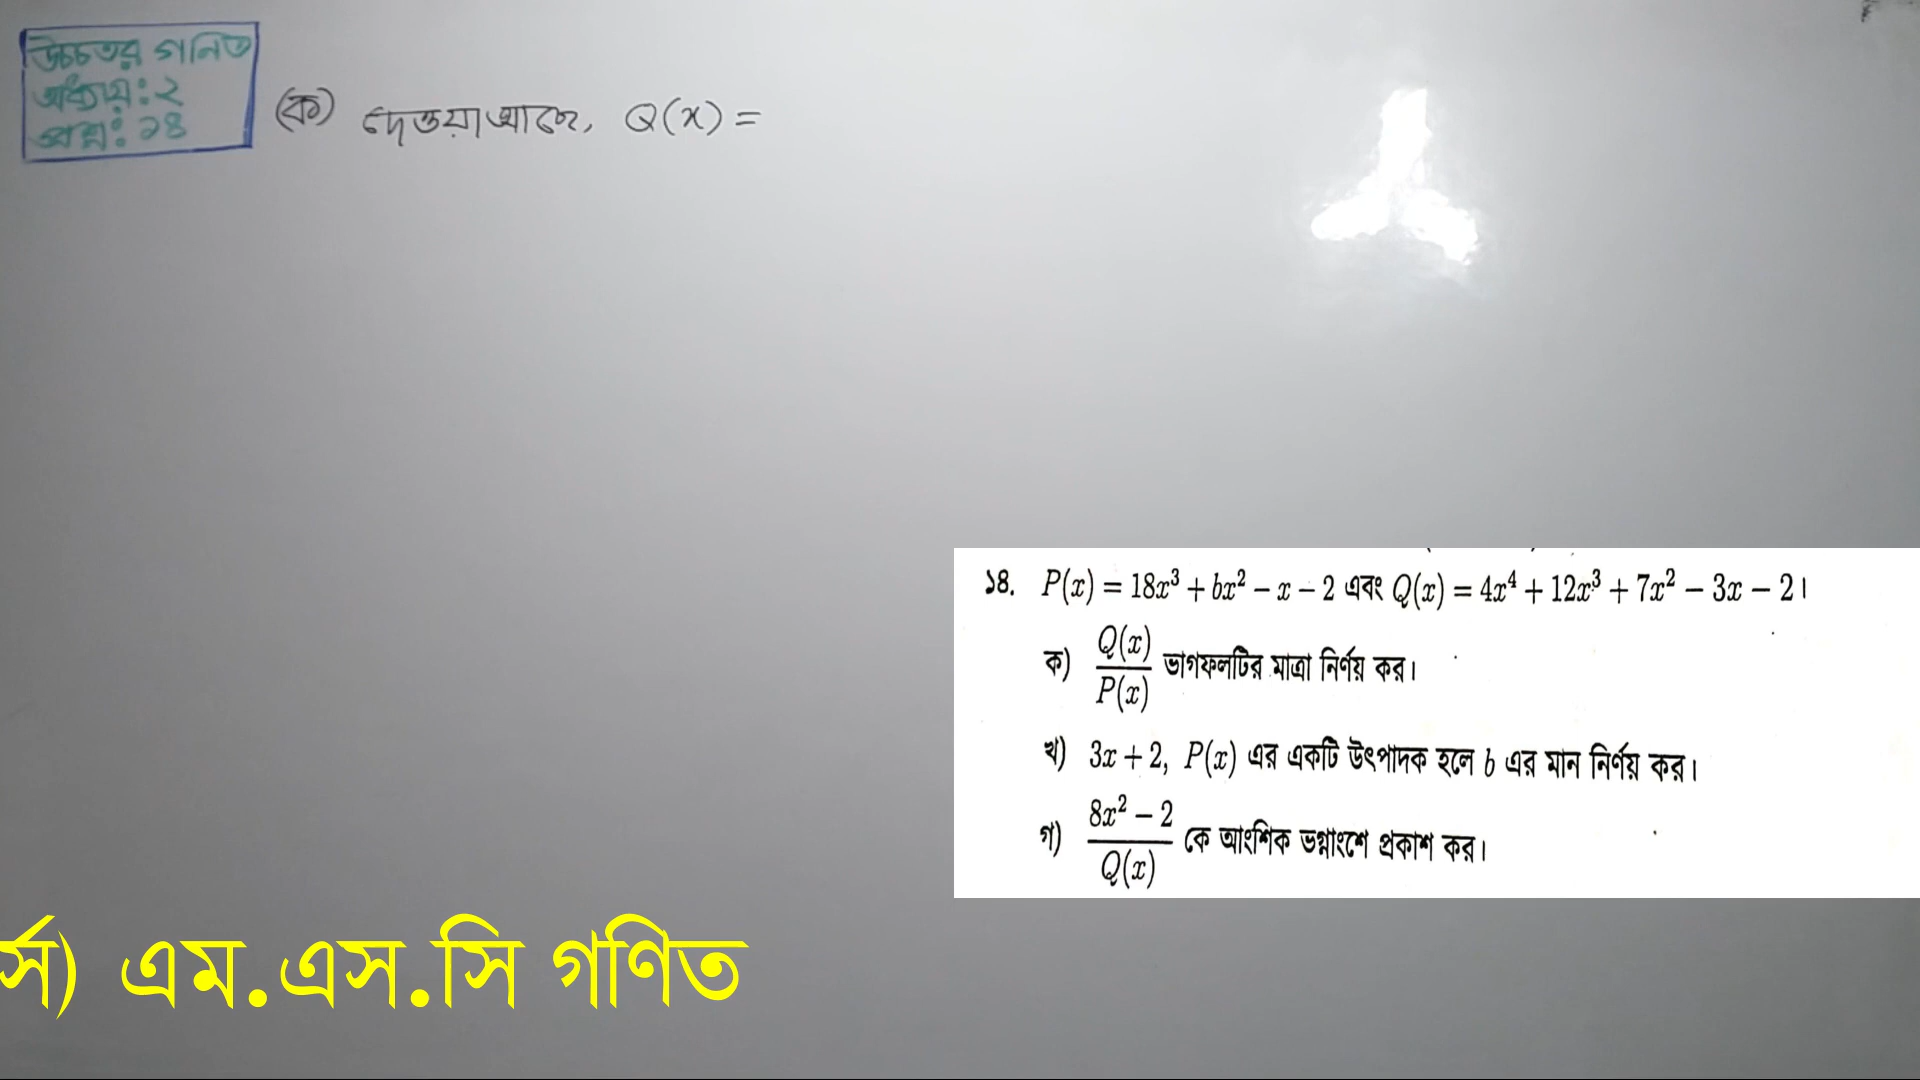 উচ্চতর গনিত
অধ্যায়: ২
প্রশ্ন: ১৪
(ক) দেওয়া আছে, Q(x) =
১৪. P(x) = 18x³ + bx² − x − 2 এবং Q(x) = 4x⁴ + 12x³ + 7x² − 3x − 2।
ক) Q(x)/P(x) ভাগফলটির মাত্রা নির্ণয় কর।
খ) 3x + 2, P(x) এর একটি উৎপাদক হলে b এর মান নির্ণয় কর।
গ) 8x² − 2/Q(x) কে আংশিক ভগ্নাংশে প্রকাশ কর।
র্স) এম.এস.সি গণিত